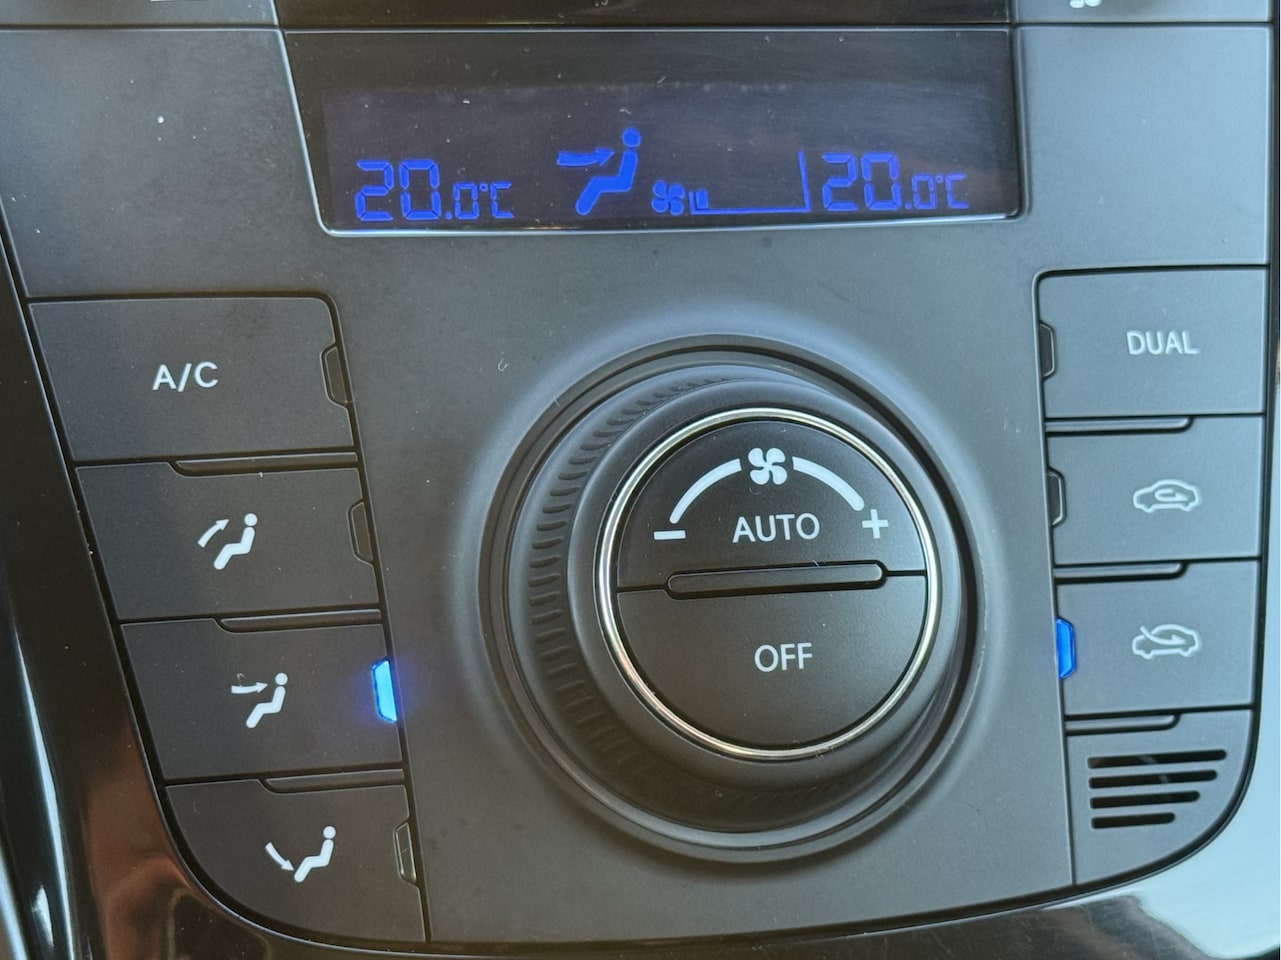 20.0°C 20.0°C
A/C
DUAL
- AUTO +
OFF